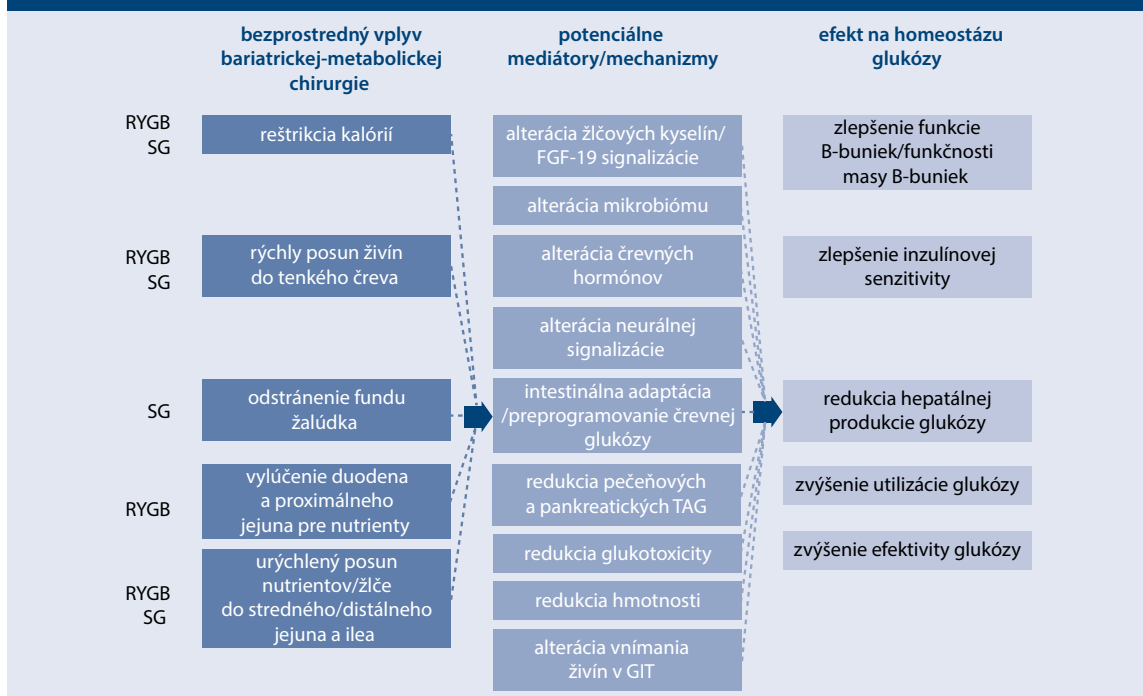 bezprostredný vplyv
bariatrickej-metabolickej
chirurgie
potenciálne
mediátory/mechanizmy
efekt na homeostázu
glukózy
RYGB
SG
reštrikcia kalórií
RYGB
SG
rýchly posun živín
do tenkého čreva
SG
odstránenie fundu
žalúdka
RYGB
vylúčenie duodena
a proximálneho
jejuna pre nutrienty
RYGB
SG
urýchlený posun
nutrientov/žlče
do stredného/distálneho
jejuna a ilea
alterácia žlčových kyselín/
FGF-19 signalizácie
alterácia mikrobiómu
alterácia črevných
hormónov
alterácia neurálnej
signalizácie
intestinálna adaptácia
/preprogramovanie črevnej
glukózy
redukcia pečeňových
a pankreatických TAG
redukcia glukotoxicity
redukcia hmotnosti
alterácia vnímania
živín v GIT
zlepšenie funkcie
B-buniek/funkčnosti
masy B-buniek
zlepšenie inzulínovej
senzitivity
redukcia hepatálnej
produkcie glukózy
zvýšenie utilizácie glukózy
zvýšenie efektivity glukózy